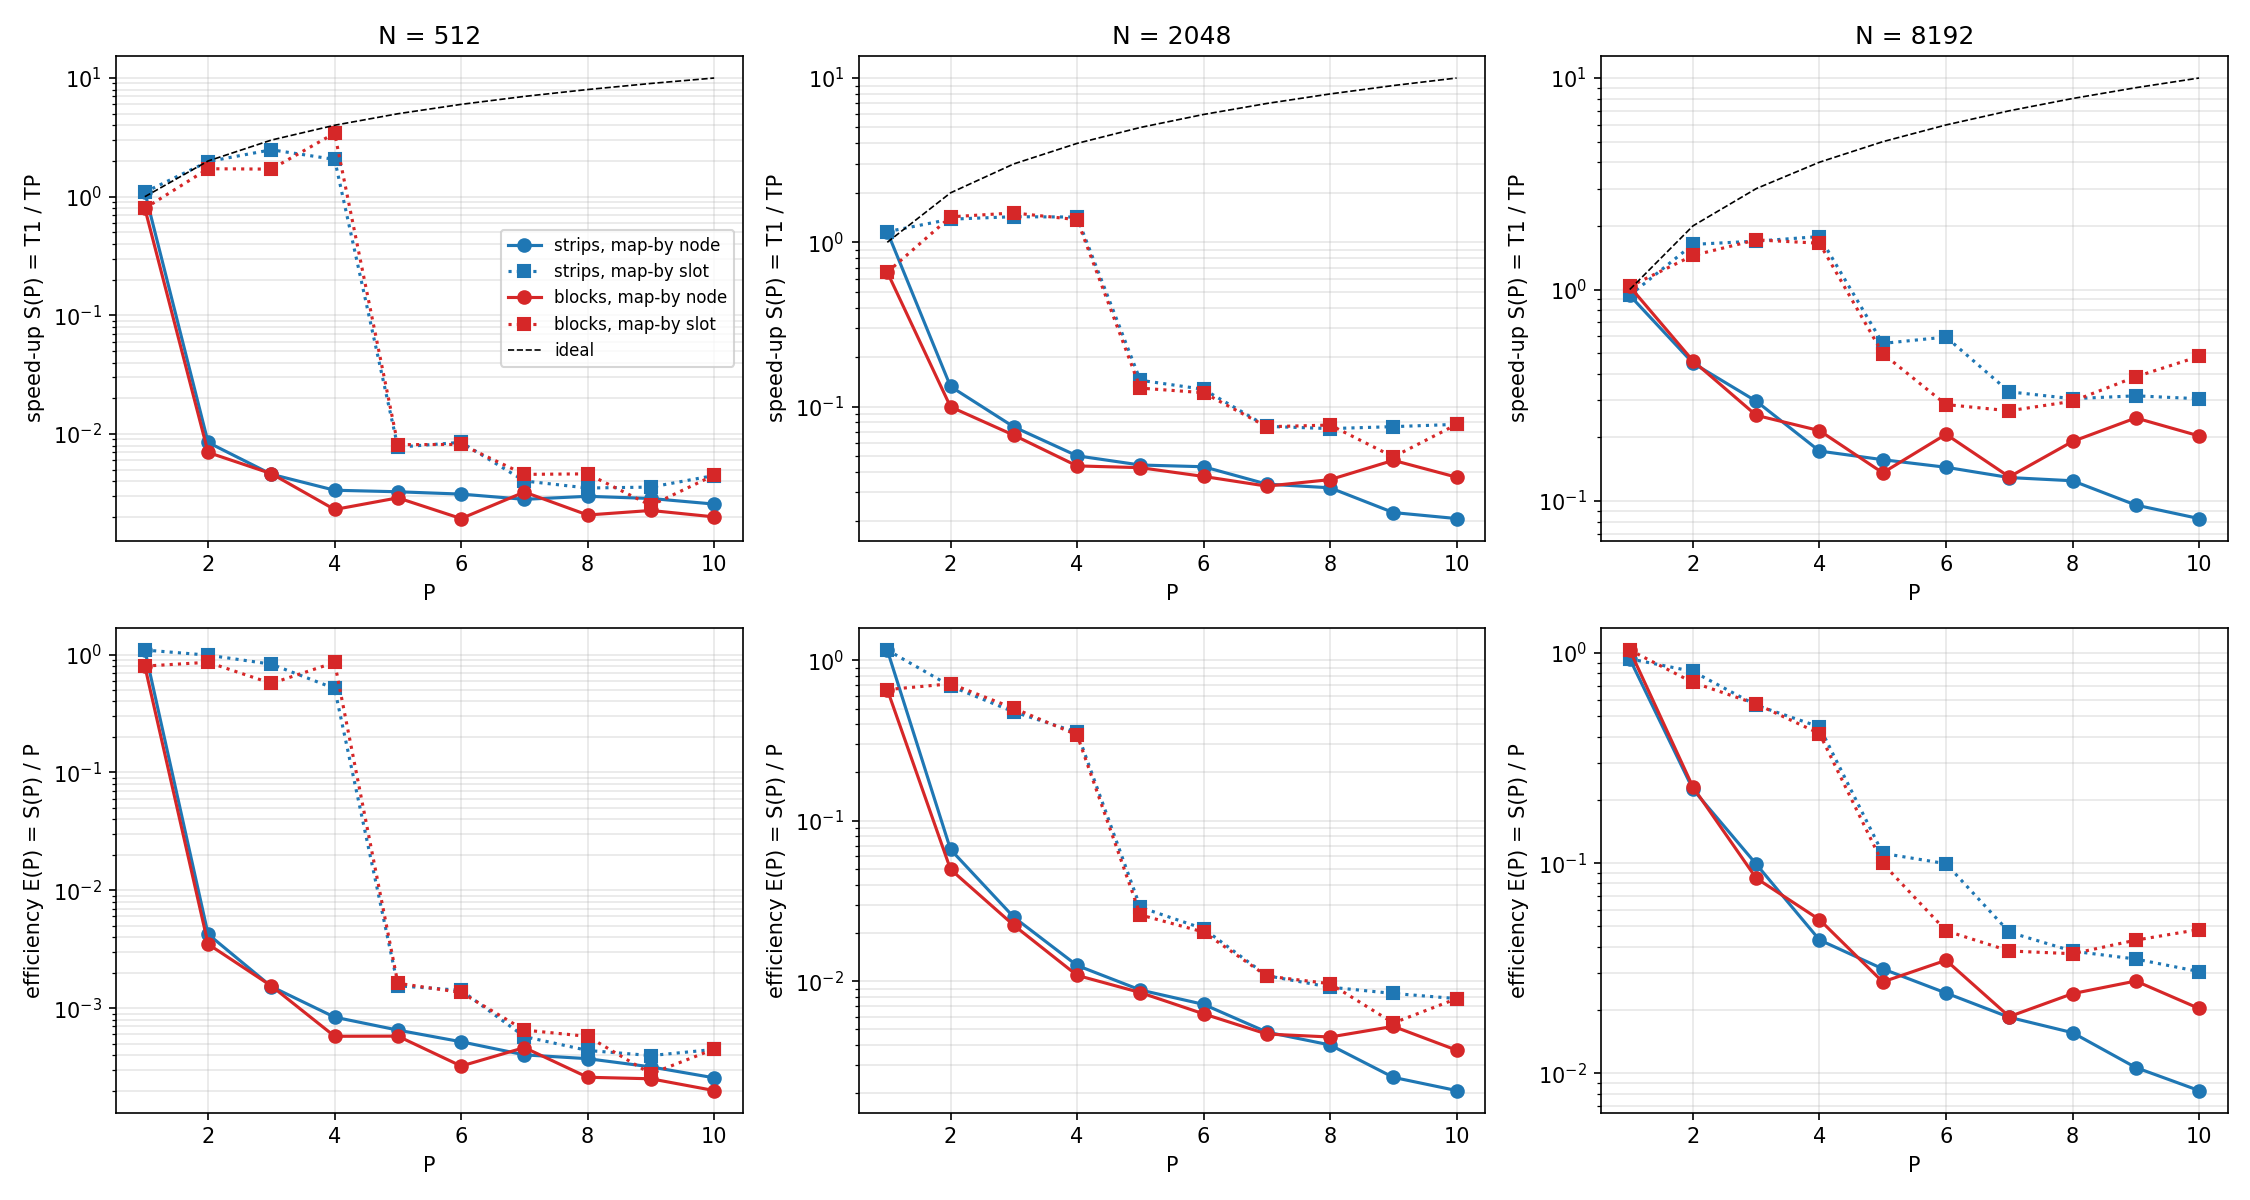 N = 512
N = 2048
N = 8192
speed-up S(P) = T1 / TP
10¹
10⁰
10⁻¹
10⁻²
strips, map-by node
strips, map-by slot
blocks, map-by node
blocks, map-by slot
ideal
2 4 6 8 10
P
speed-up S(P) = T1 / TP
10¹
10⁰
10⁻¹
2 4 6 8 10
P
speed-up S(P) = T1 / TP
10¹
10⁰
10⁻¹
2 4 6 8 10
P
efficiency E(P) = S(P) / P
10⁰
10⁻¹
10⁻²
10⁻³
2 4 6 8 10
P
efficiency E(P) = S(P) / P
10⁰
10⁻¹
10⁻²
2 4 6 8 10
P
efficiency E(P) = S(P) / P
10⁰
10⁻¹
10⁻²
2 4 6 8 10
P